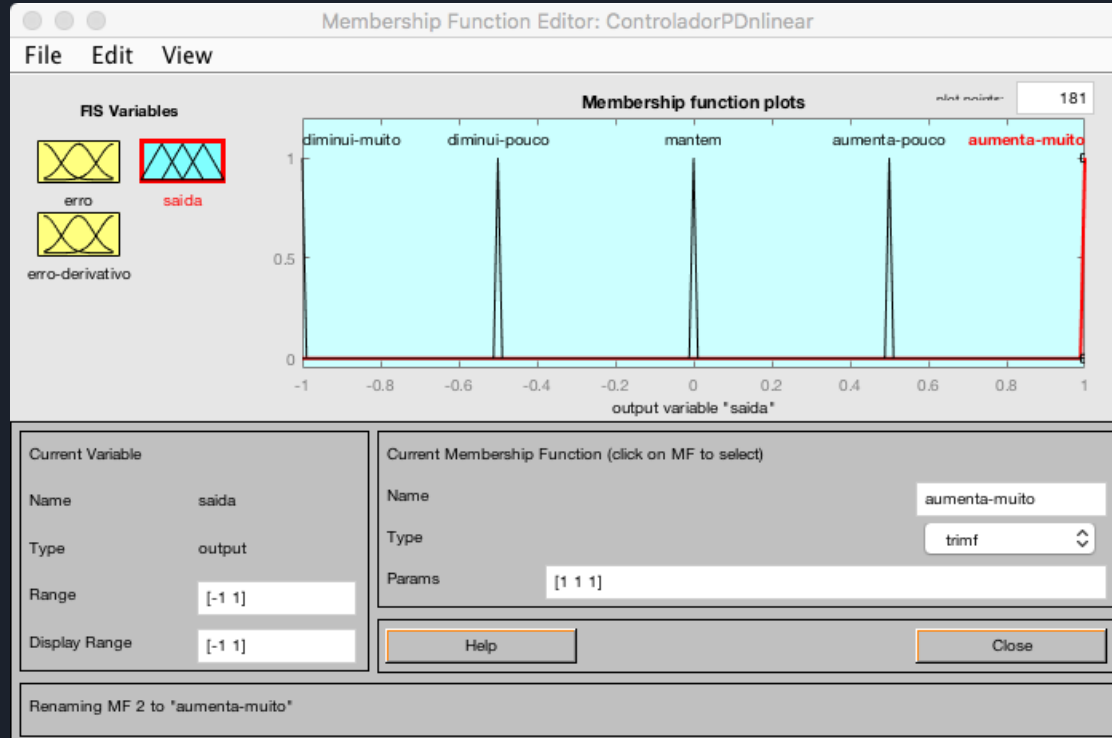 Membership Function Editor: ControladorPDnlinear
File Edit View
FIS Variables
erro
saida
erro-derivativo
Membership function plots
plot points:
181
diminui-muito diminui-pouco mantem aumenta-pouco aumenta-muito
1
0.5
0
-1 -0.8 -0.6 -0.4 -0.2 0 0.2 0.4 0.6 0.8 1
output variable "saida"
Current Variable
Name saida
Type output
Range [-1 1]
Display Range [-1 1]
Current Membership Function (click on MF to select)
Name aumenta-muito
Type trimf
Params [1 1 1]
Help Close
Renaming MF 2 to "aumenta-muito"